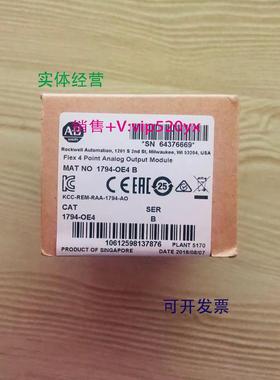 实体经营
AB
*SN 64376669*
销售+V:vip520yx
Rockwell Automation, 1201 S 2nd St, Milwaukee, WI 53204, USA
Flex 4 Point Analog Output Module
MAT NO 1794-OE4 B
25
KCC-REM-RAA-1794-AO
CAT SER
1794-OE4 B
10612598137876 PLANT 5170
PRODUCT OF SINGAPORE DATE 2018/08/07
可开发票